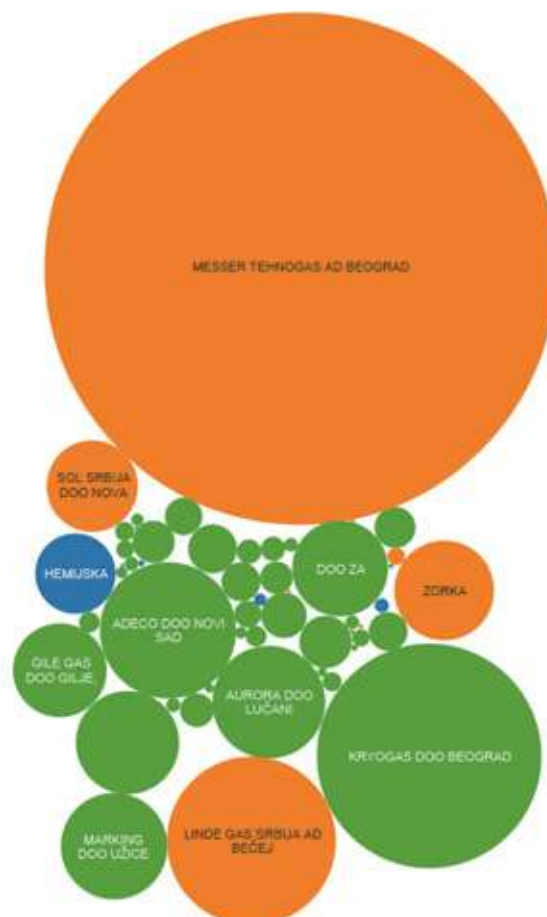 MESSER TEHNOGAS AD BEOGRAD
SOL SRBIJA
DOO NOVA
HEMIJSKA
DOO ZA
ZORKA
ADECO DOO NOVI
SAD
GILE GAS
DOO GILJE,
AURORA DOO
LUČANI
KRYOGAS DOO BEOGRAD
MARKING
DOO UŽICE
LINDE GAS SRBIJA AD
BEČEJ